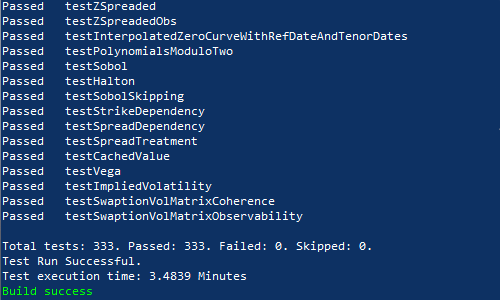 Passed   testZSpreaded
Passed   testZSpreadedObs
Passed   testInterpolatedZeroCurveWithRefDateAndTenorDates
Passed   testPolynomialsModuloTwo
Passed   testSobol
Passed   testHalton
Passed   testSobolSkipping
Passed   testStrikeDependency
Passed   testSpreadDependency
Passed   testSpreadTreatment
Passed   testCachedValue
Passed   testVega
Passed   testImpliedVolatility
Passed   testSwaptionVolMatrixCoherence
Passed   testSwaptionVolMatrixObservability
Total tests: 333. Passed: 333. Failed: 0. Skipped: 0.
Test Run Successful.
Test execution time: 3.4839 Minutes
Build success